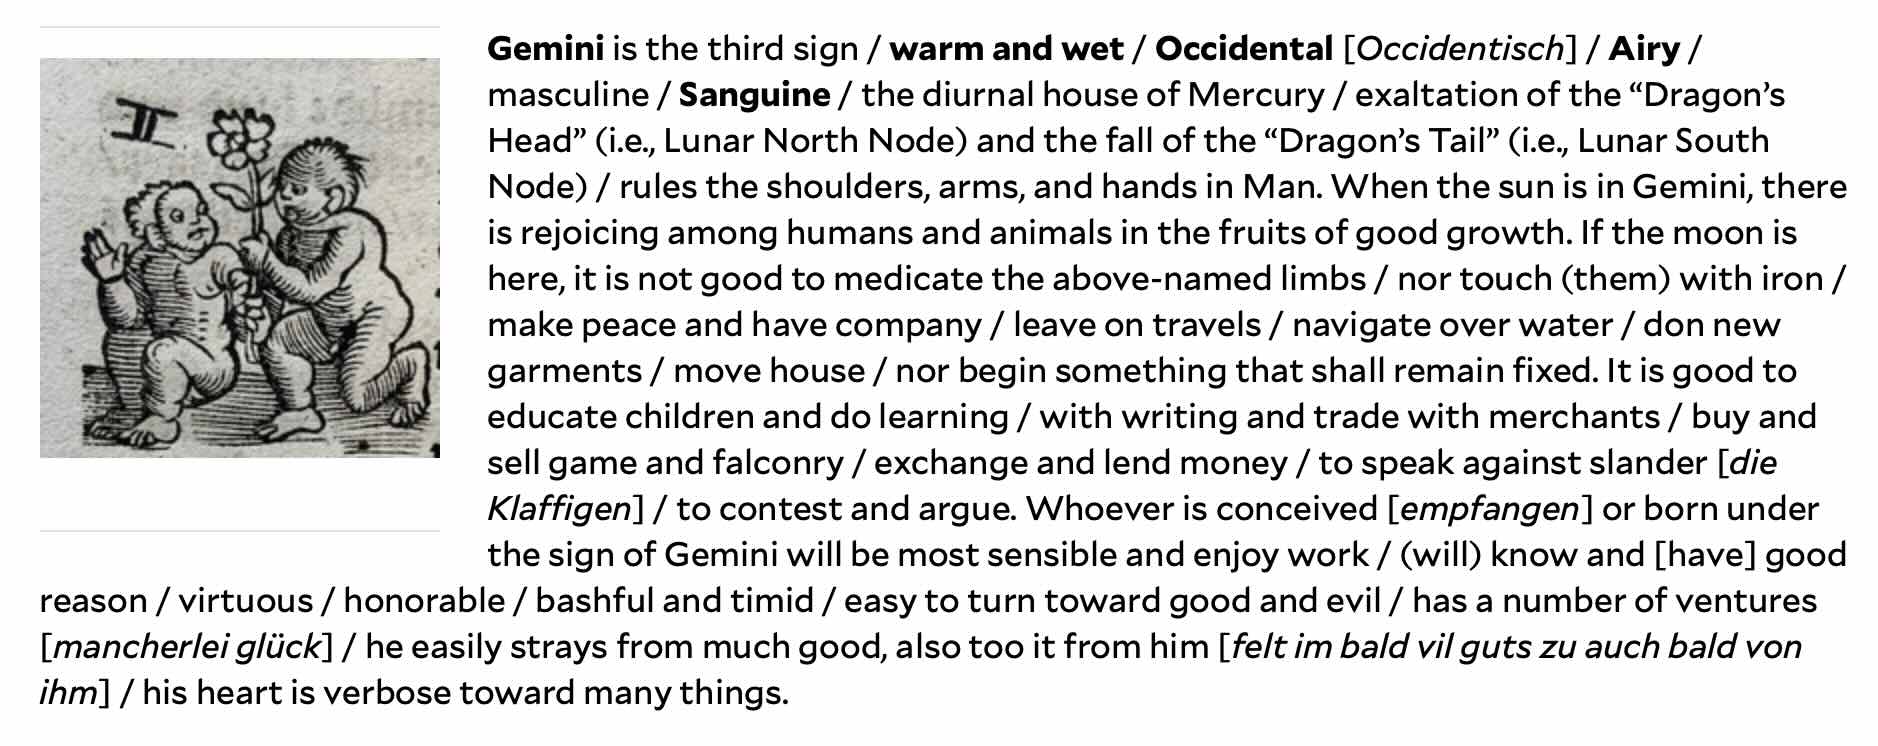 Gemini is the third sign / warm and wet / Occidental [Occidentisch] / Airy /
masculine / Sanguine / the diurnal house of Mercury / exaltation of the “Dragon’s
Head” (i.e., Lunar North Node) and the fall of the “Dragon’s Tail” (i.e., Lunar South
Node) / rules the shoulders, arms, and hands in Man. When the sun is in Gemini, there
is rejoicing among humans and animals in the fruits of good growth. If the moon is
here, it is not good to medicate the above-named limbs / nor touch (them) with iron /
make peace and have company / leave on travels / navigate over water / don new
garments / move house / nor begin something that shall remain fixed. It is good to
educate children and do learning / with writing and trade with merchants / buy and
sell game and falconry / exchange and lend money / to speak against slander [die
Klaffigen] / to contest and argue. Whoever is conceived [empfangen] or born under
the sign of Gemini will be most sensible and enjoy work / (will) know and [have] good
reason / virtuous / honorable / bashful and timid / easy to turn toward good and evil / has a number of ventures
[mancherlei glück] / he easily strays from much good, also too it from him [felt im bald vil guts zu auch bald von
ihm] / his heart is verbose toward many things.